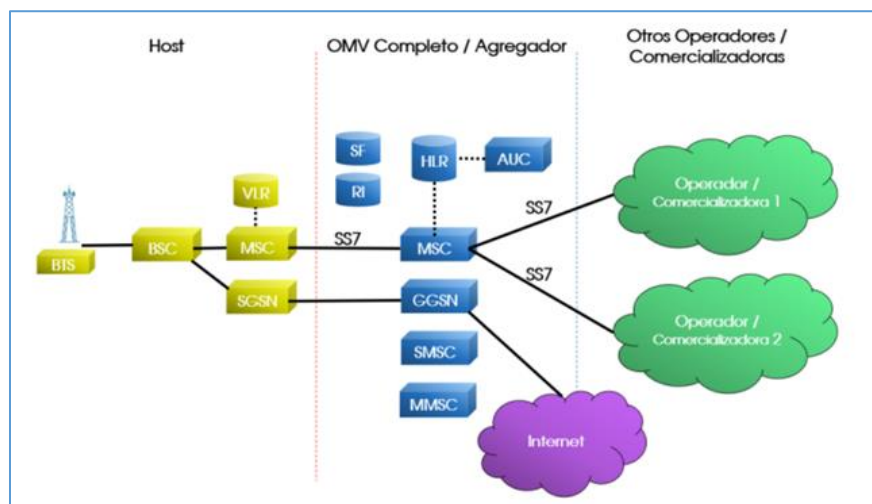 Host
OMV Completo / Agregador
Otros Operadores /
Comercializadoras
SF
RI
HLR
AUC
VLR
BTS
BSC
MSC
SS7
MSC
SS7
SS7
SGSN
GGSN
SMSC
MMSC
Operador /
Comercializadora 1
Operador /
Comercializadora 2
Internet